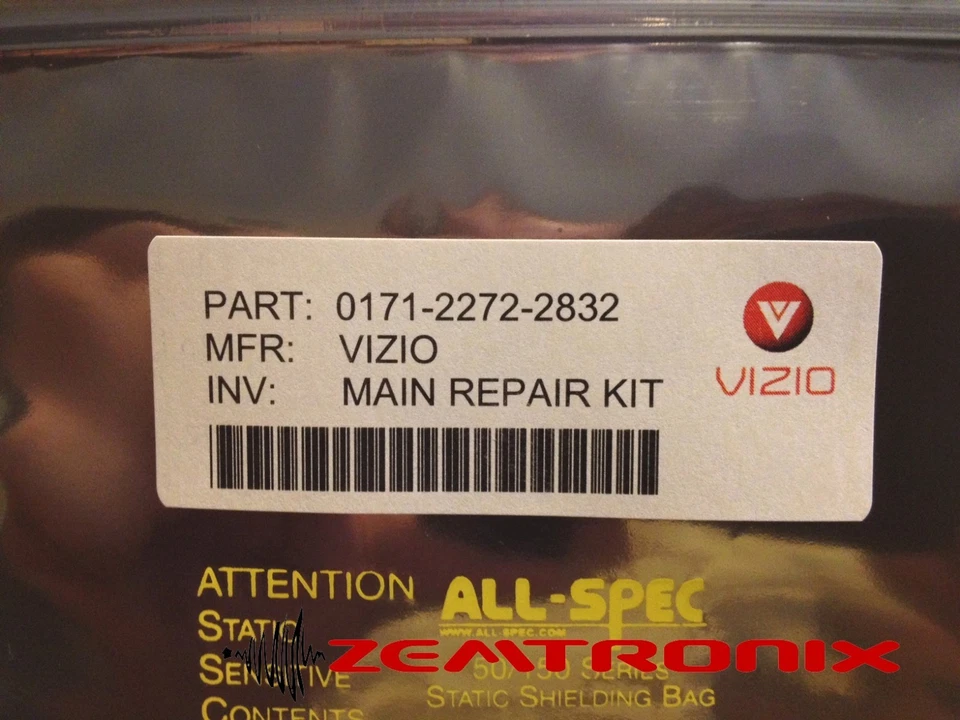 PART: 0171-2272-2832
MFR: VIZIO
INV: MAIN REPAIR KIT
VIZIO
ATTENTION
STATIC
SENSITIVE
CONTENTS
ALL-SPEC
WWW.ALL-SPEC.COM
ZEMTRONIX
50/150 SERIES
STATIC SHIELDING BAG